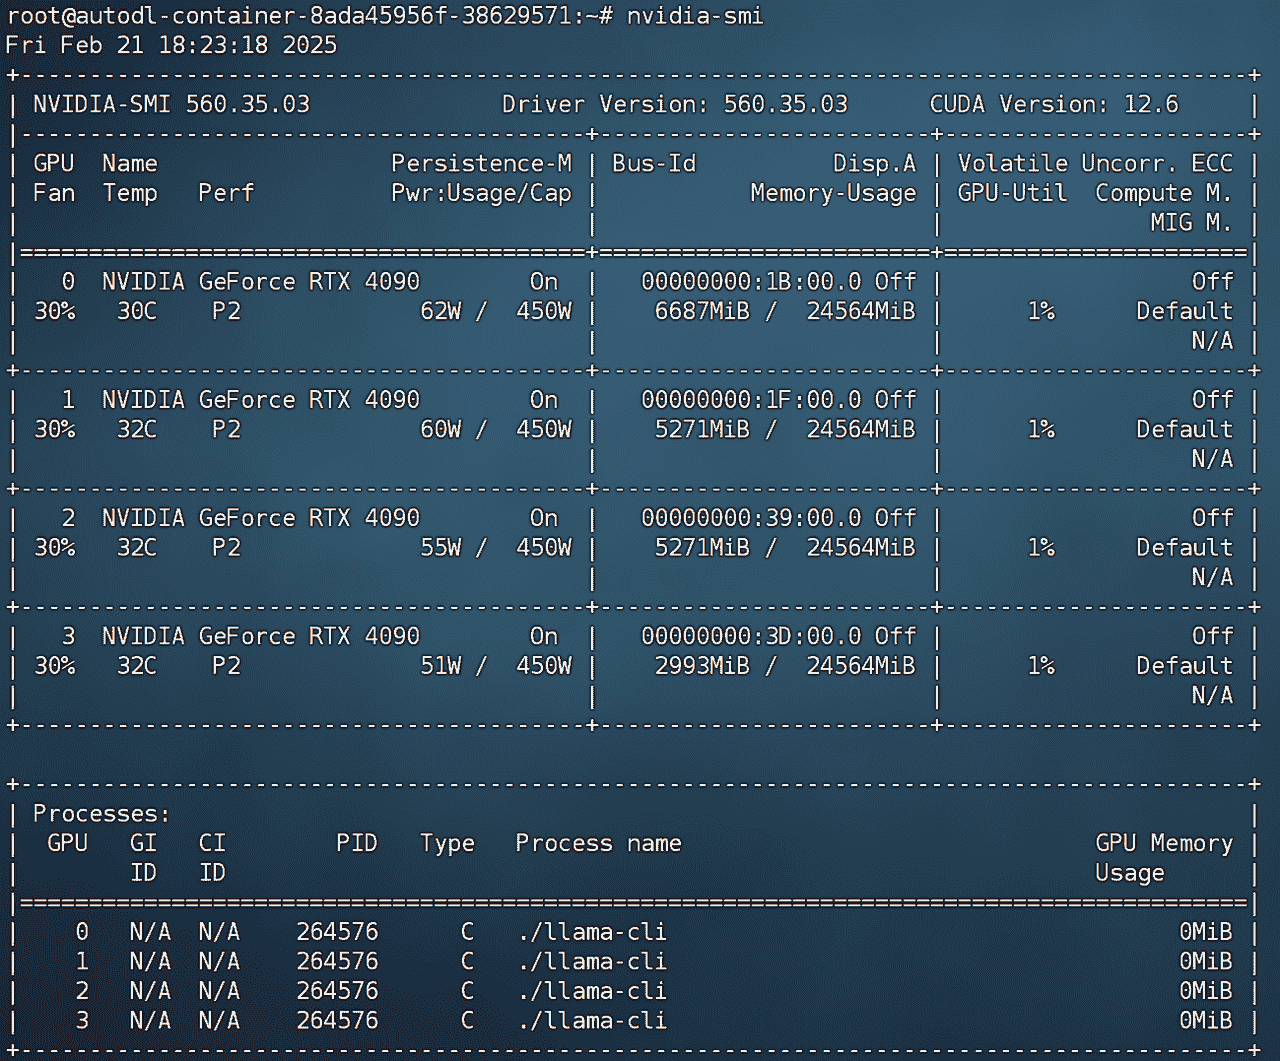 root@autodl-container-8ada45956f-38629571:~# nvidia-smi
Fri Feb 21 18:23:18 2025
+-----------------------------------------------------------------------------------------+
| NVIDIA-SMI 560.35.03              Driver Version: 560.35.03      CUDA Version: 12.6     |
|-----------------------------------------+------------------------+----------------------+
| GPU  Name                 Persistence-M | Bus-Id          Disp.A | Volatile Uncorr. ECC |
| Fan  Temp   Perf          Pwr:Usage/Cap |           Memory-Usage | GPU-Util  Compute M. |
|                                         |                        |               MIG M. |
|=========================================+========================+======================|
|   0  NVIDIA GeForce RTX 4090        On  |   00000000:1B:00.0 Off |                  Off |
| 30%   30C    P2             62W /  450W |    6687MiB /  24564MiB |      1%      Default |
|                                         |                        |                  N/A |
+-----------------------------------------+------------------------+----------------------+
|   1  NVIDIA GeForce RTX 4090        On  |   00000000:1F:00.0 Off |                  Off |
| 30%   32C    P2             60W /  450W |    5271MiB /  24564MiB |      1%      Default |
|                                         |                        |                  N/A |
+-----------------------------------------+------------------------+----------------------+
|   2  NVIDIA GeForce RTX 4090        On  |   00000000:39:00.0 Off |                  Off |
| 30%   32C    P2             55W /  450W |    5271MiB /  24564MiB |      1%      Default |
|                                         |                        |                  N/A |
+-----------------------------------------+------------------------+----------------------+
|   3  NVIDIA GeForce RTX 4090        On  |   00000000:3D:00.0 Off |                  Off |
| 30%   32C    P2             51W /  450W |    2993MiB /  24564MiB |      1%      Default |
|                                         |                        |                  N/A |
+-----------------------------------------+------------------------+----------------------+

+-----------------------------------------------------------------------------------------+
| Processes:                                                                              |
|  GPU   GI   CI        PID   Type   Process name                              GPU Memory |
|        ID   ID                                                               Usage      |
|=========================================================================================|
|    0   N/A  N/A    264576      C   ./llama-cli                                     0MiB |
|    1   N/A  N/A    264576      C   ./llama-cli                                     0MiB |
|    2   N/A  N/A    264576      C   ./llama-cli                                     0MiB |
|    3   N/A  N/A    264576      C   ./llama-cli                                     0MiB |
+-----------------------------------------------------------------------------------------+